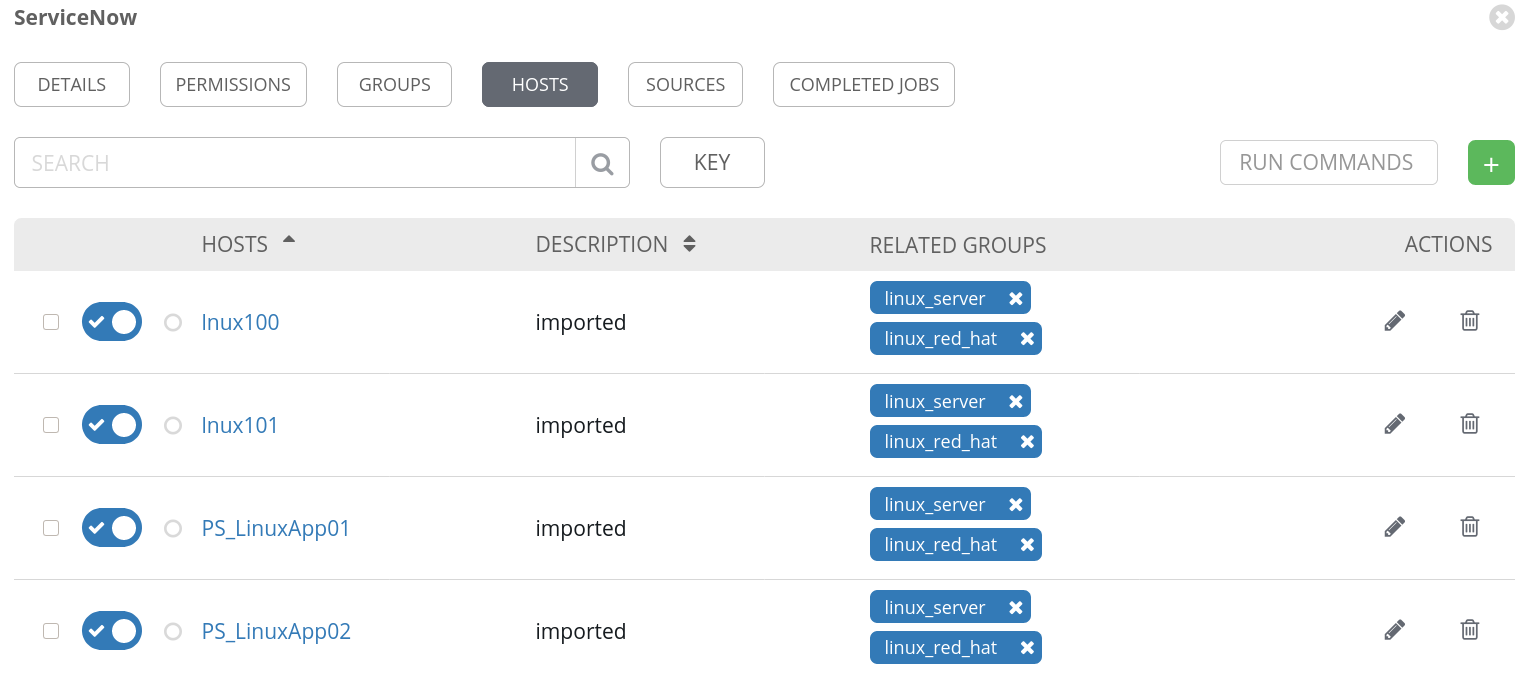 ServiceNow
DETAILS PERMISSIONS GROUPS HOSTS SOURCES COMPLETED JOBS
SEARCH KEY RUN COMMANDS +
HOSTS DESCRIPTION RELATED GROUPS ACTIONS
lnux100 imported linux_server
linux_red_hat
lnux101 imported linux_server
linux_red_hat
PS_LinuxApp01 imported linux_server
linux_red_hat
PS_LinuxApp02 imported linux_server
linux_red_hat